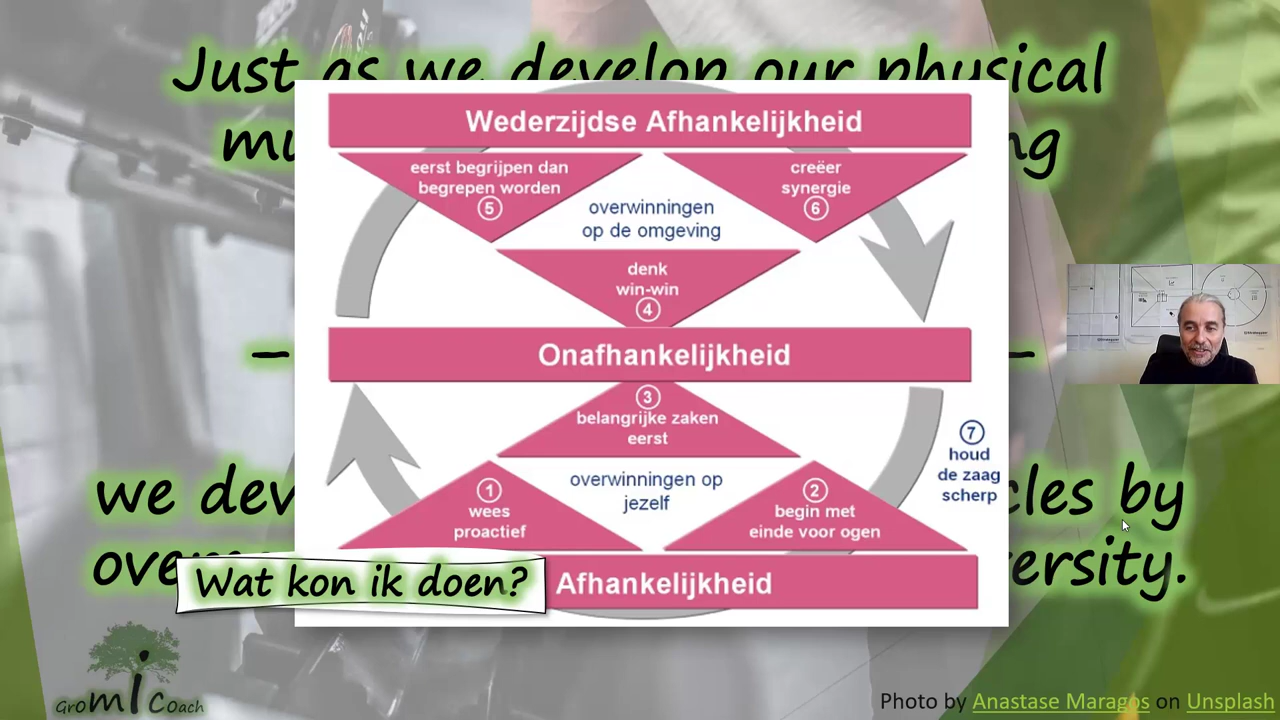 Just as we develop our physical
mu
ng
–
–
we dev
cles by
overc
ersity.
Wederzijdse Afhankelijkheid
eerst begrijpen dan
begrepen worden
5
creëer
synergie
6
overwinningen
op de omgeving
denk
win-win
4
Onafhankelijkheid
3
belangrijke zaken
eerst
7
houd
de zaag
scherp
overwinningen op
jezelf
1
wees
proactief
2
begin met
einde voor ogen
Afhankelijkheid
Wat kon ik doen?
GromiCoach
Photo by Anastase Maragos on Unsplash